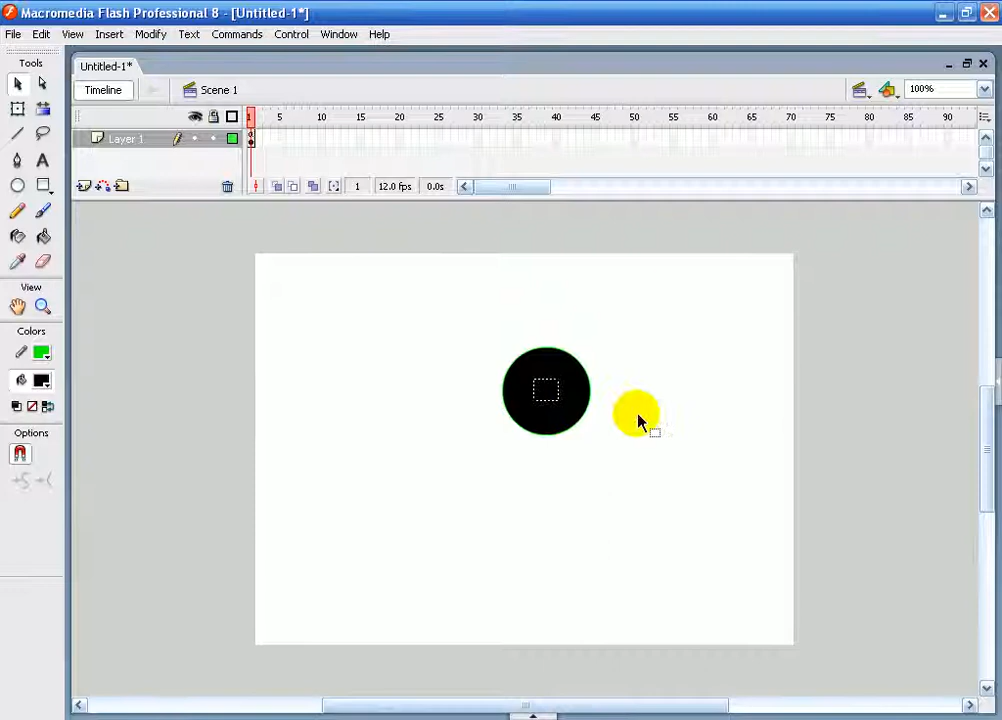 Macromedia Flash Professional 8 - [Untitled-1*]
File Edit View Insert Modify Text Commands Control Window Help
Tools
Untitled-1*
Timeline
Scene 1
100%
1 5 10 15 20 25 30 35 40 45 50 55 60 65 70 75 80 85 90
Layer 1
1 12.0 fps 0.0s
A
View
Colors
Options